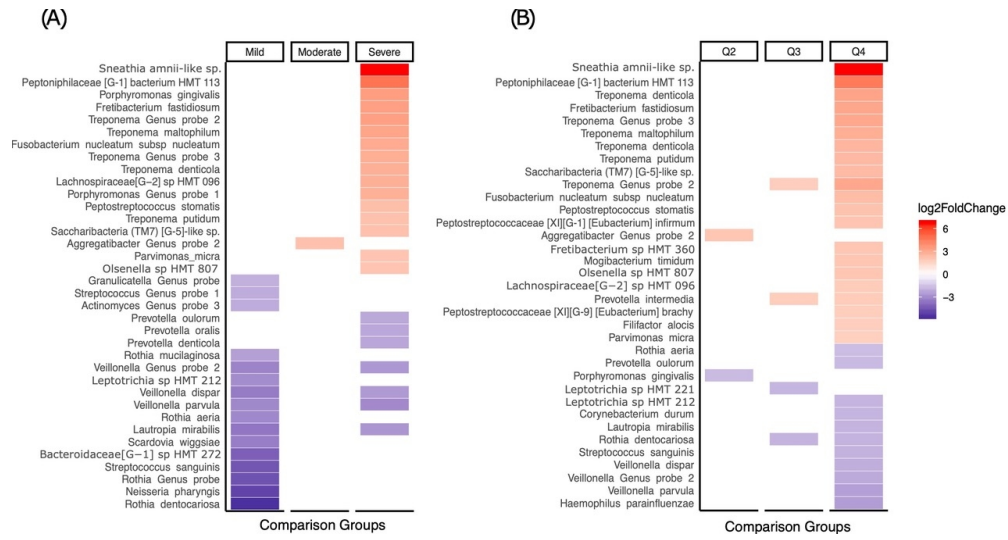 (A)
(B)
Mild
Moderate
Severe
Sneathia amnii-like sp.
Peptoniphilaceae [G-1] bacterium HMT 113
Porphyromonas gingivalis
Fretibacterium fastidiosum
Treponema Genus probe 2
Treponema maltophilum
Fusobacterium nucleatum subsp nucleatum
Treponema Genus probe 3
Treponema denticola
Lachnospiraceae[G−2] sp HMT 096
Porphyromonas Genus probe 1
Peptostreptococcus stomatis
Treponema putidum
Saccharibacteria (TM7) [G-5]-like sp.
Aggregatibacter Genus probe 2
Parvimonas_micra
Olsenella sp HMT 807
Granulicatella Genus probe
Streptococcus Genus probe 1
Actinomyces Genus probe 3
Prevotella oulorum
Prevotella oralis
Prevotella denticola
Rothia mucilaginosa
Veillonella Genus probe 2
Leptotrichia sp HMT 212
Veillonella dispar
Veillonella parvula
Rothia aeria
Lautropia mirabilis
Scardovia wiggsiae
Bacteroidaceae[G−1] sp HMT 272
Streptococcus sanguinis
Rothia Genus probe
Neisseria pharyngis
Rothia dentocariosa
Comparison Groups
Q2
Q3
Q4
Sneathia amnii-like sp.
Peptoniphilaceae [G-1] bacterium HMT 113
Treponema denticola
Fretibacterium fastidiosum
Treponema Genus probe 3
Treponema maltophilum
Treponema denticola
Treponema putidum
Saccharibacteria (TM7) [G-5]-like sp.
Treponema Genus probe 2
Fusobacterium nucleatum subsp nucleatum
Peptostreptococcus stomatis
Peptostreptococcaceae [XI][G-1] [Eubacterium] infirmum
Aggregatibacter Genus probe 2
Fretibacterium sp HMT 360
Mogibacterium timidum
Olsenella sp HMT 807
Lachnospiraceae[G−2] sp HMT 096
Prevotella intermedia
Peptostreptococcaceae [XI][G-9] [Eubacterium] brachy
Filifactor alocis
Parvimonas micra
Rothia aeria
Prevotella oulorum
Porphyromonas gingivalis
Leptotrichia sp HMT 221
Leptotrichia sp HMT 212
Corynebacterium durum
Lautropia mirabilis
Rothia dentocariosa
Streptococcus sanguinis
Veillonella dispar
Veillonella Genus probe 2
Veillonella parvula
Haemophilus parainfluenzae
Comparison Groups
log2FoldChange
6
3
0
−3